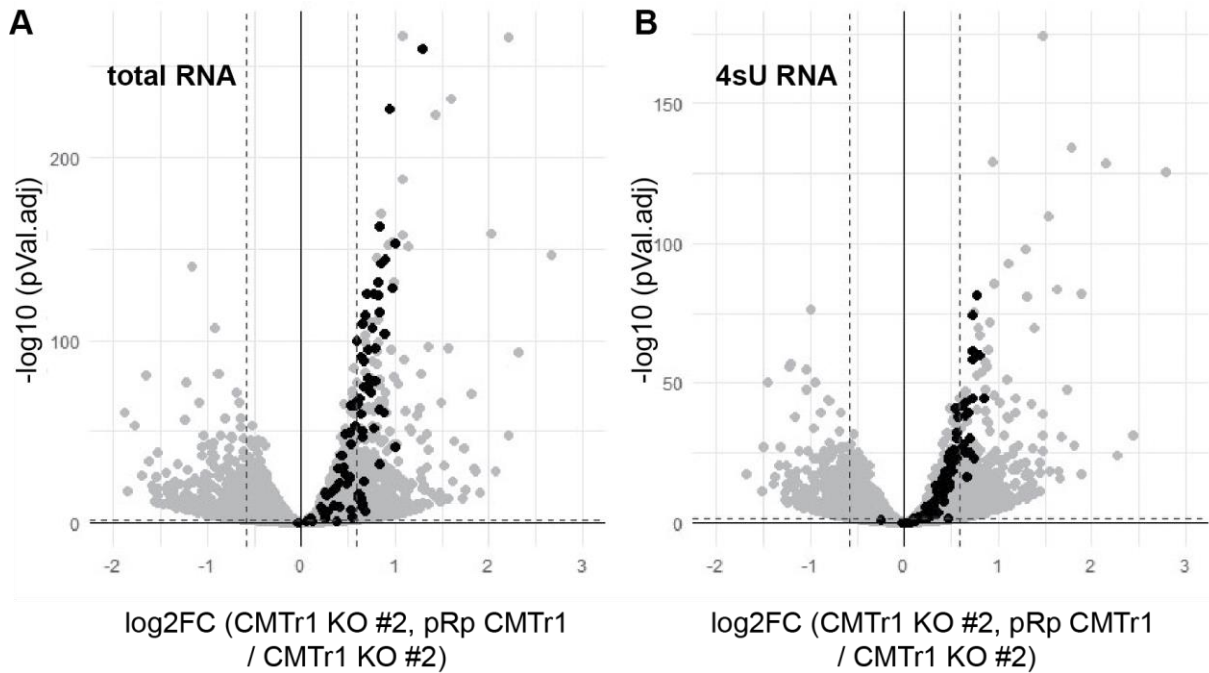 A
total RNA
-log10 (pVal.adj)
200
100
0
-2
-1
0
1
2
3
log2FC (CMTr1 KO #2, pRp CMTr1
/ CMTr1 KO #2)
B
4sU RNA
-log10 (pVal.adj)
150
100
50
0
-2
-1
0
1
2
3
log2FC (CMTr1 KO #2, pRp CMTr1
/ CMTr1 KO #2)